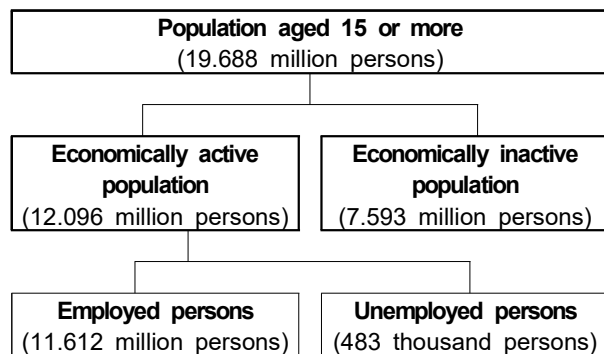 Population aged 15 or more
(19.688 million persons)
Economically active
population
(12.096 million persons)
Economically inactive
population
(7.593 million persons)
Employed persons
(11.612 million persons)
Unemployed persons
(483 thousand persons)